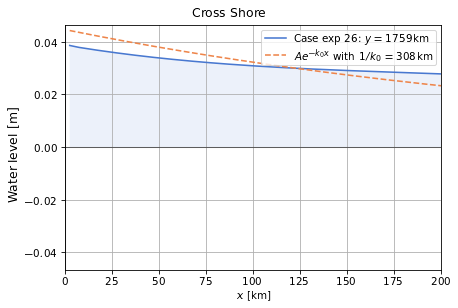 Cross Shore
Case exp 26: y = 1759km
Ae^{-k_0x} with 1/k_0 = 308km
Water level [m]
0.04
0.02
0.00
−0.02
−0.04
0 25 50 75 100 125 150 175 200
x [km]